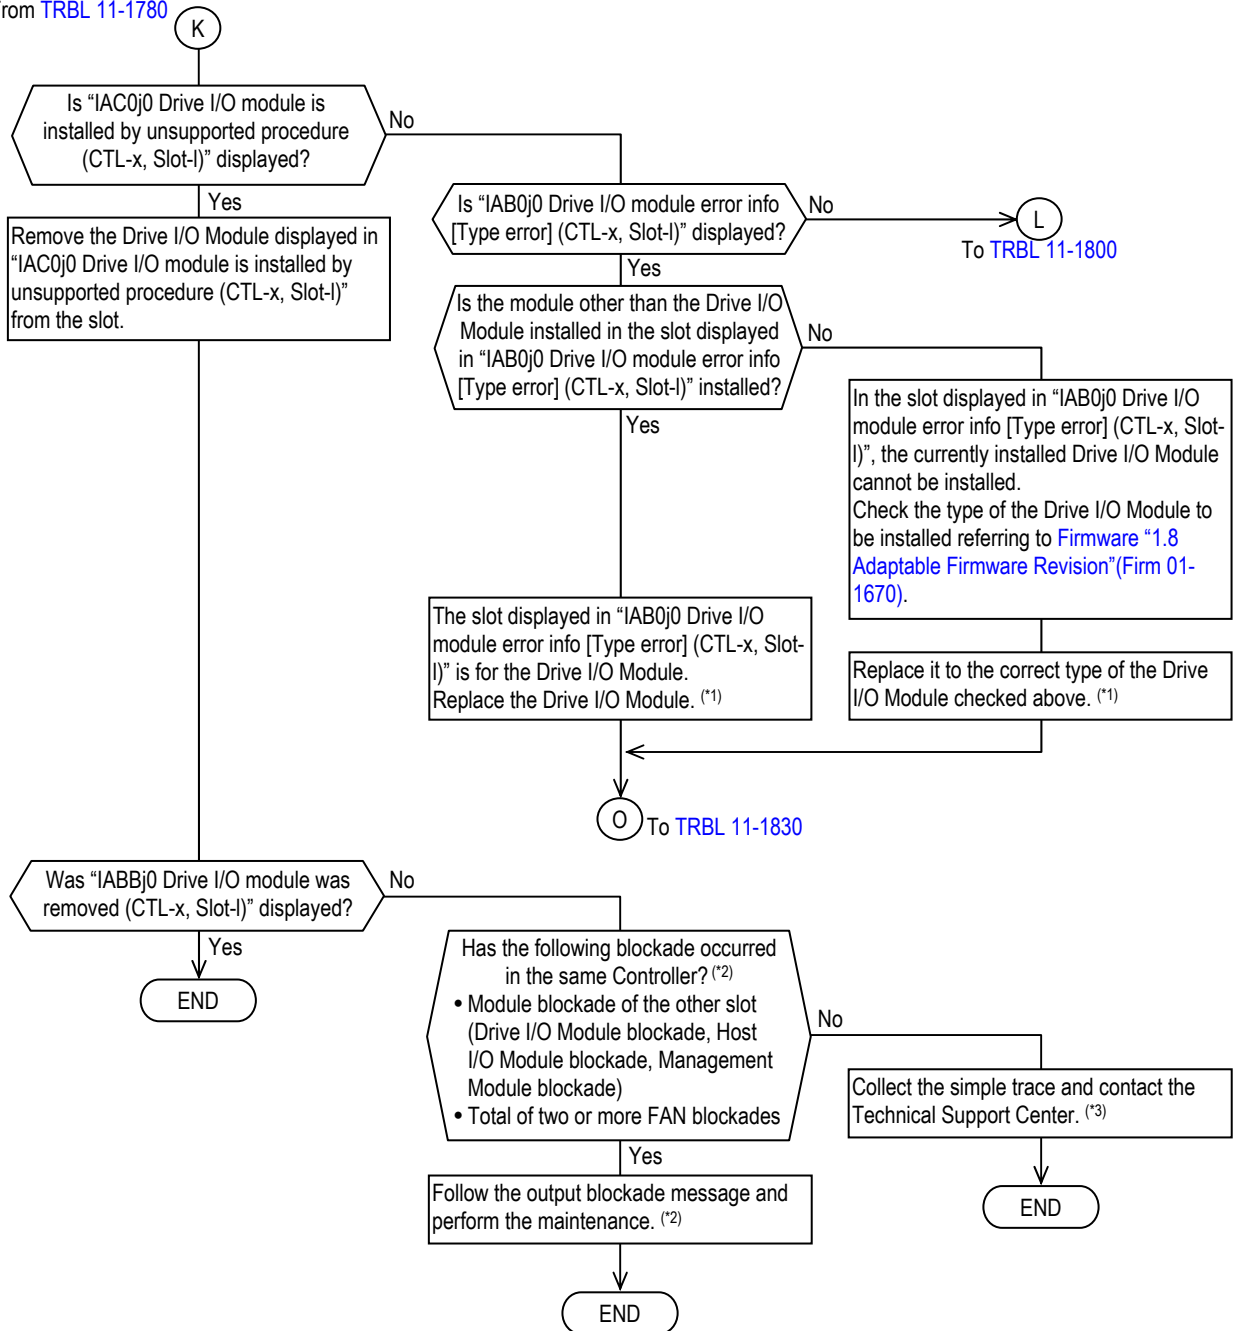 From TRBL 11-1780
K
Is “IAC0j0 Drive I/O module is
installed by unsupported procedure
(CTL-x, Slot-l)” displayed?
No
Yes
Remove the Drive I/O Module displayed in
“IAC0j0 Drive I/O module is installed by
unsupported procedure (CTL-x, Slot-l)”
from the slot.
Is “IAB0j0 Drive I/O module error info
[Type error] (CTL-x, Slot-l)” displayed?
No
L
To TRBL 11-1800
Yes
Is the module other than the Drive I/O
Module installed in the slot displayed
in “IAB0j0 Drive I/O module error info
[Type error] (CTL-x, Slot-l)” installed?
No
Yes
In the slot displayed in “IAB0j0 Drive I/O
module error info [Type error] (CTL-x, Slot-
l)”, the currently installed Drive I/O Module
cannot be installed.
Check the type of the Drive I/O Module to
be installed referring to Firmware “1.8
Adaptable Firmware Revision”(Firm 01-
1670).
The slot displayed in “IAB0j0 Drive I/O
module error info [Type error] (CTL-x, Slot-
l)” is for the Drive I/O Module.
Replace the Drive I/O Module. (*1)
Replace it to the correct type of the Drive
I/O Module checked above. (*1)
O
To TRBL 11-1830
Was “IABBj0 Drive I/O module was
removed (CTL-x, Slot-l)” displayed?
No
Yes
END
Has the following blockade occurred
in the same Controller? (*2)
• Module blockade of the other slot
(Drive I/O Module blockade, Host
I/O Module blockade, Management
Module blockade)
• Total of two or more FAN blockades
No
Yes
Collect the simple trace and contact the
Technical Support Center. (*3)
END
Follow the output blockade message and
perform the maintenance. (*2)
END